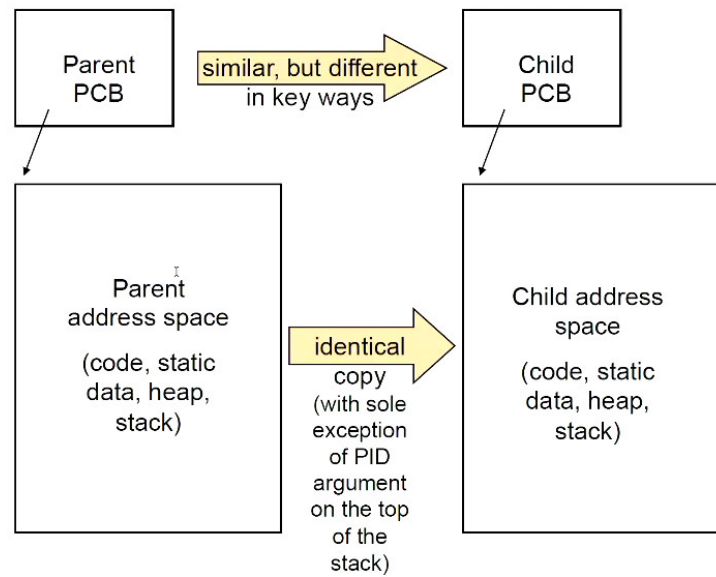 Parent
PCB
similar, but different
in key ways
Child
PCB
Parent
address space
(code, static
data, heap,
stack)
identical
copy
(with sole
exception
of PID
argument
on the top
of the
stack)
Child address
space
(code, static
data, heap,
stack)